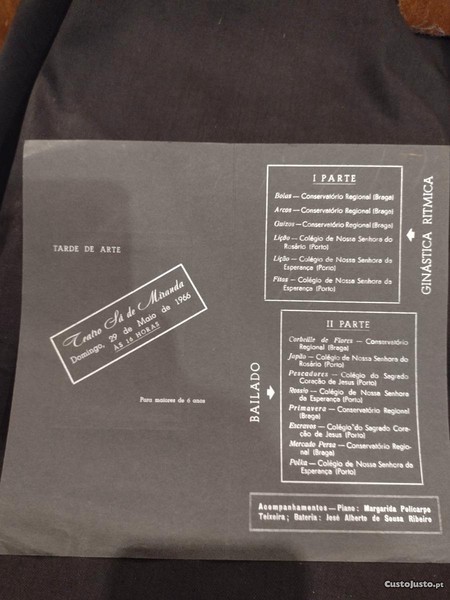 TARDE DE ARTE
Teatro Sá de Miranda
Domingo, 29 de Maio de 1966
ÀS 16 HORAS
Para maiores de 6 anos
I PARTE
Bolas — Conservatório Regional (Braga)
Arcos — Conservatório Regional (Braga)
Guizos — Conservatório Regional (Braga)
Lição — Colégio de Nossa Senhora do
Rosário (Porto)
Lição — Colégio de Nossa Senhora da
Esperança (Porto)
Fitas — Colégio de Nossa Senhora da
Esperança (Porto)
GINÁSTICA RITMICA
BAILADO
II PARTE
Corbeille de Flores — Conservatório
Regional (Braga)
Japão — Colégio de Nossa Senhora do
Rosário (Porto)
Pescadores — Colégio do Sagrado
Coração de Jesus (Porto)
Rossio — Colégio de Nossa Senhora
da Esperança (Porto)
Primavera — Conservatório Regional
(Braga)
Escravos — Colégio do Sagrado Cora-
ção de Jesus (Porto)
Mercado Persa — Conservatório Regio-
nal (Braga)
Polka — Colégio de Nossa Senhora da
Esperança (Porto)
Acompanhamentos — Piano: Margarida Policarpo
Teixeira; Bateria: José Alberto de Sousa Ribeiro
CustoJusto.pt